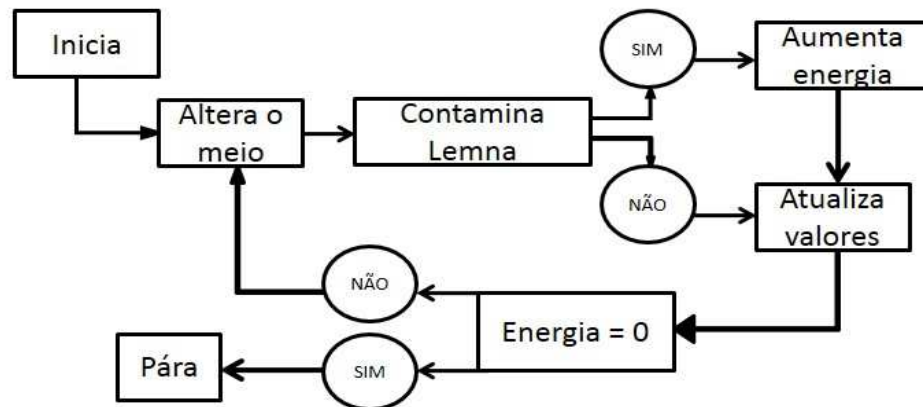 Inicia
Altera o
meio
Contamina
Lemna
SIM
Aumenta
energia
NÃO
Atualiza
valores
Energia = 0
NÃO
SIM
Pára